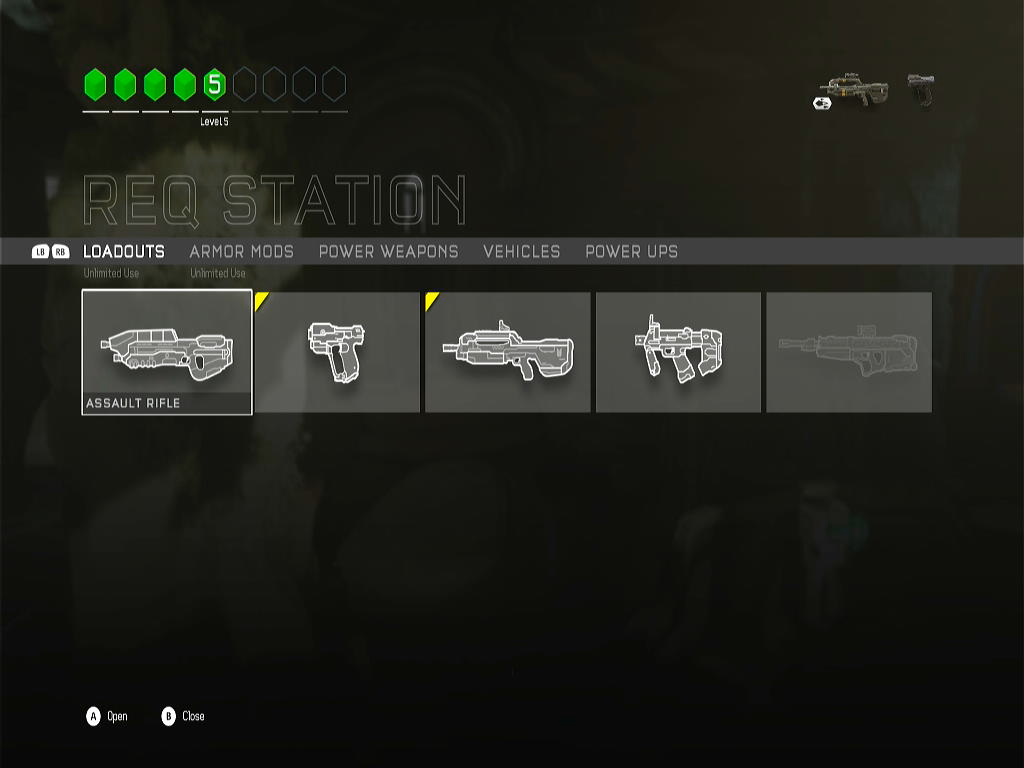 5
Level 5
REQ STATION
LB RB LOADOUTS ARMOR MODS POWER WEAPONS VEHICLES POWER UPS
Unlimited Use Unlimited Use
ASSAULT RIFLE
A Open B Close